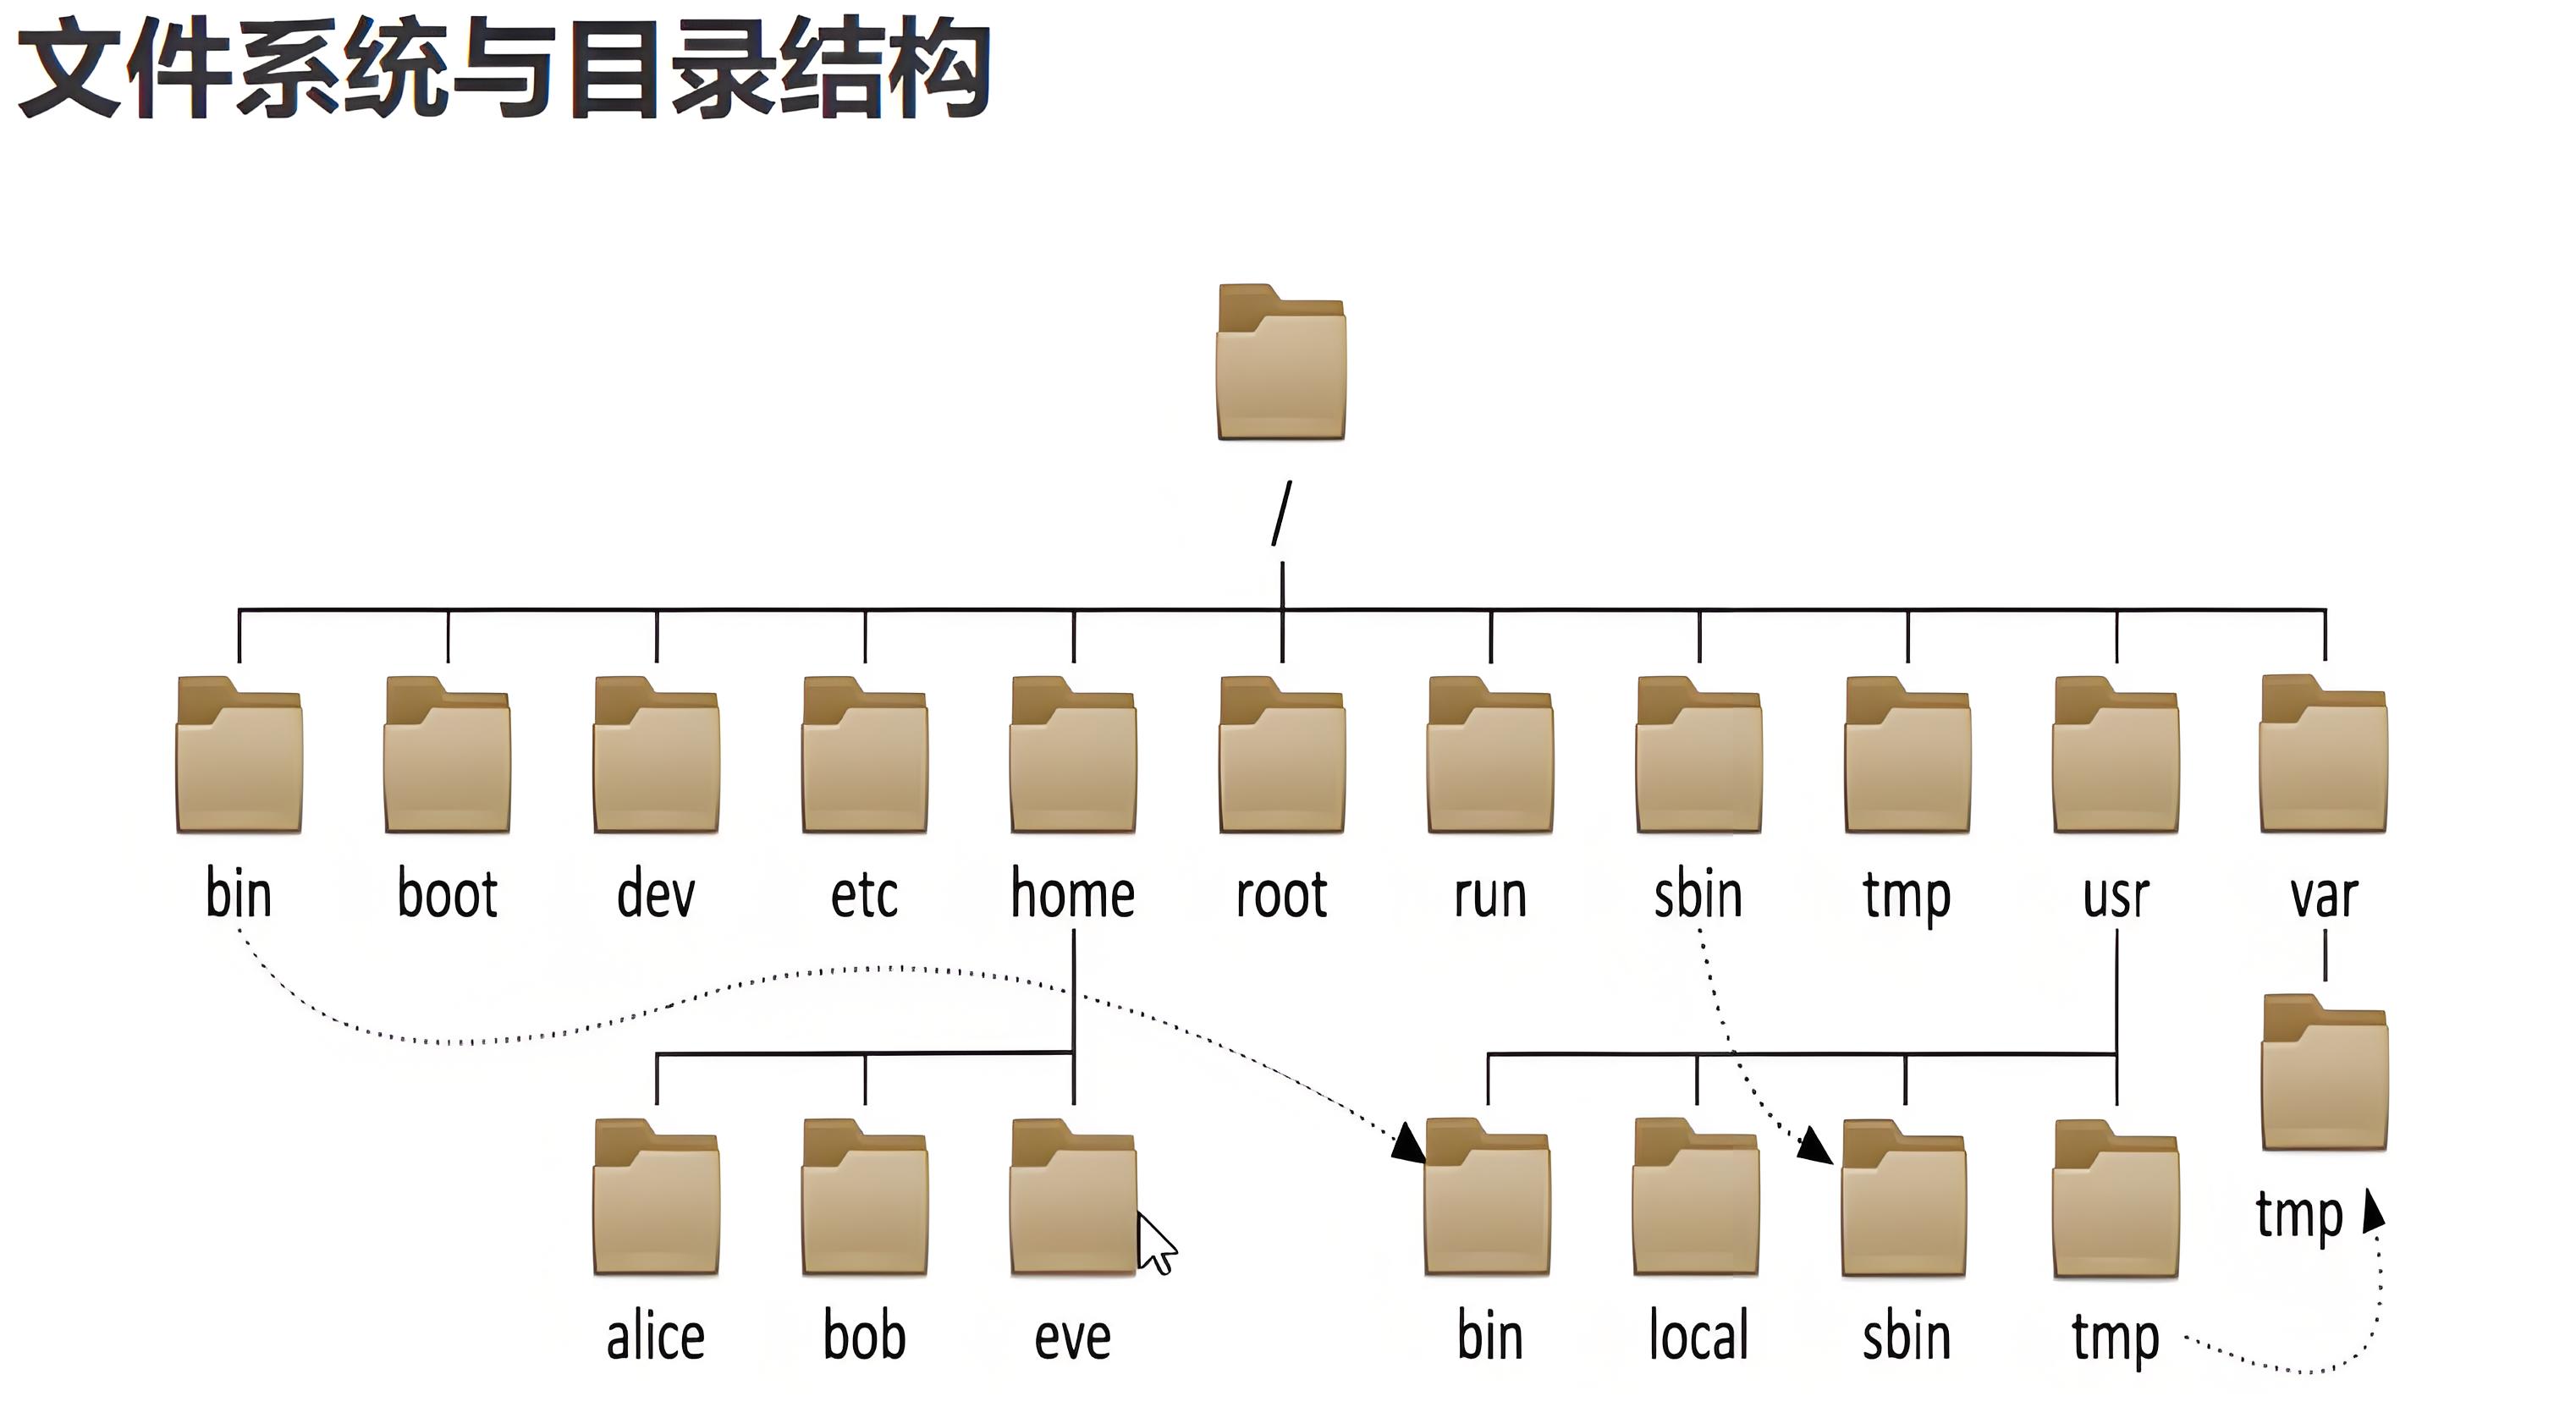 文件系统与目录结构
/
bin boot dev etc home root run sbin tmp usr var
tmp
alice bob eve bin local sbin tmp